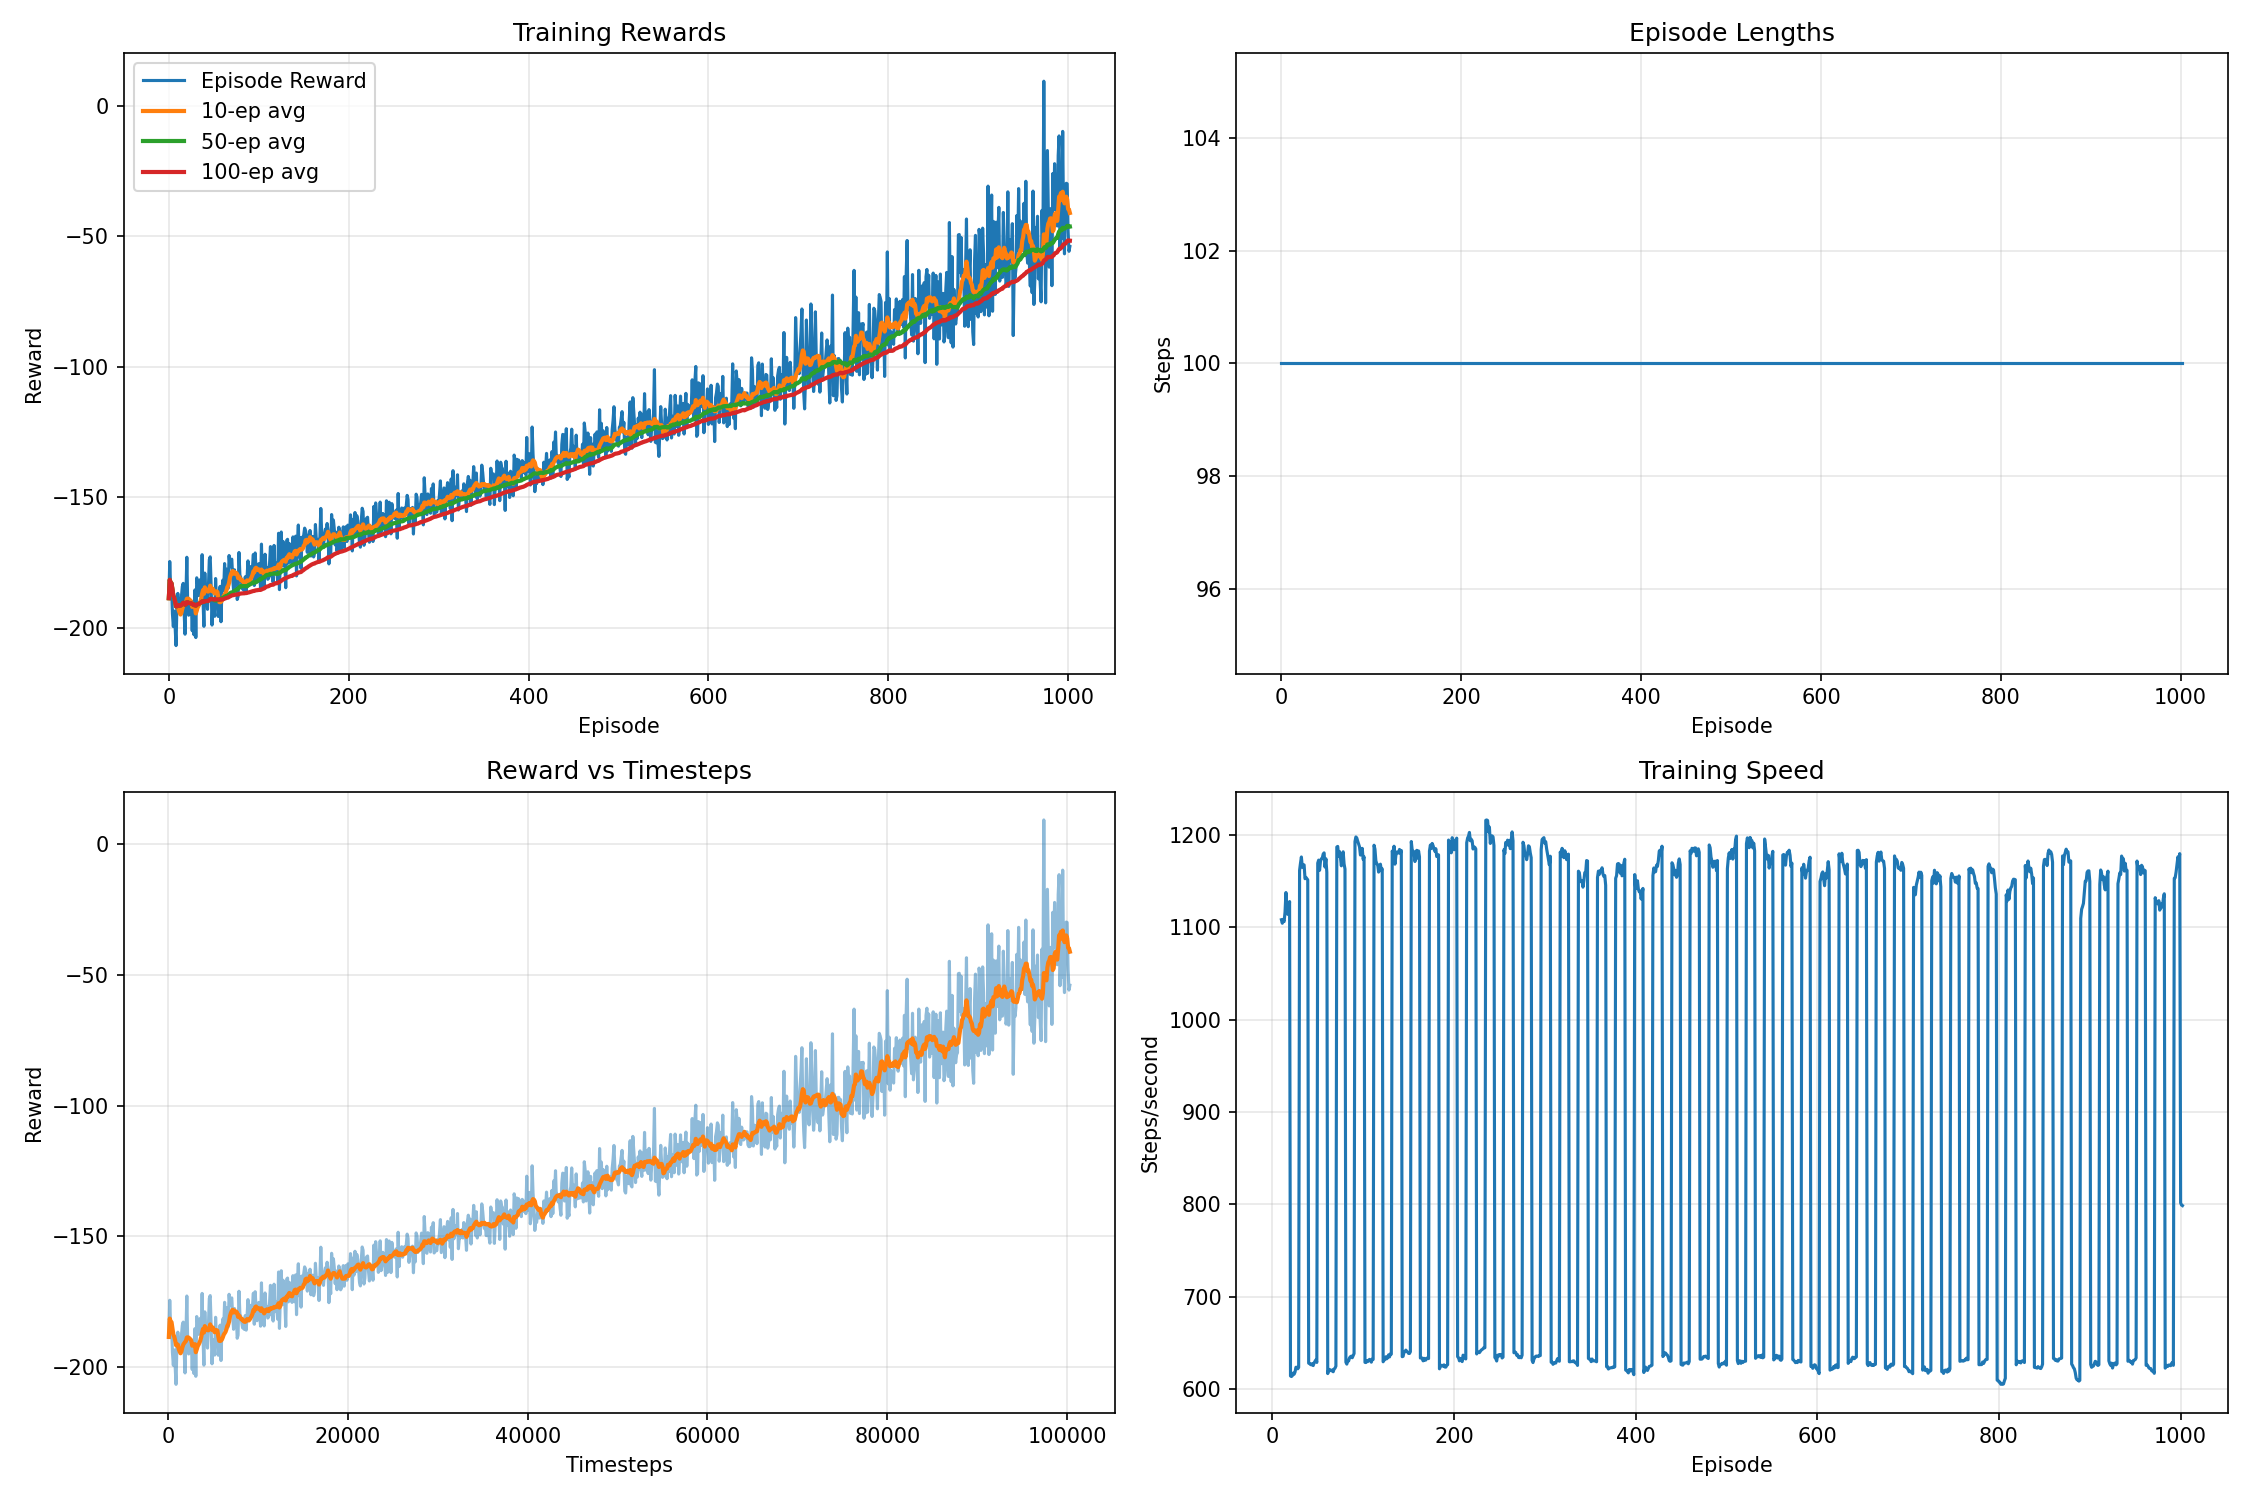 Training Rewards
Episode Reward
10-ep avg
50-ep avg
100-ep avg
0
−50
−100
−150
−200
Reward
0
200
400
600
800
1000
Episode
Episode Lengths
104
102
100
98
96
Steps
0
200
400
600
800
1000
Episode
Reward vs Timesteps
0
−50
−100
−150
−200
Reward
0
20000
40000
60000
80000
100000
Timesteps
Training Speed
1200
1100
1000
900
800
700
600
Steps/second
0
200
400
600
800
1000
Episode